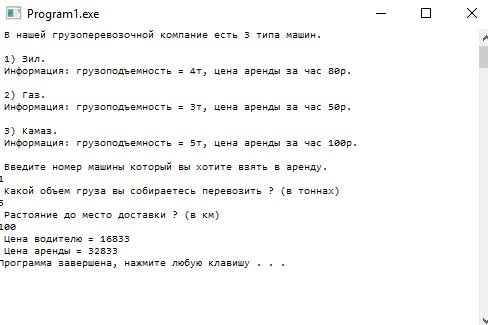 Program1.exe
В нашей грузоперевозочной компание есть 3 типа машин.
1) Зил.
Информация: грузоподъемность = 4т, цена аренды за час 80р.
2) Газ.
Информация: грузоподъемность = 3т, цена аренды за час 50р.
3) Камаз.
Информация: грузоподъемность = 5т, цена аренды за час 100р.
Введите номер машины который вы хотите взять в аренду.
1
Какой объем груза вы собираетесь перевозить ? (в тоннах)
5
Растояние до место доставки ? (в км)
100
Цена водителю = 16833
Цена аренды = 32833
Программа завершена, нажмите любую клавишу . . .